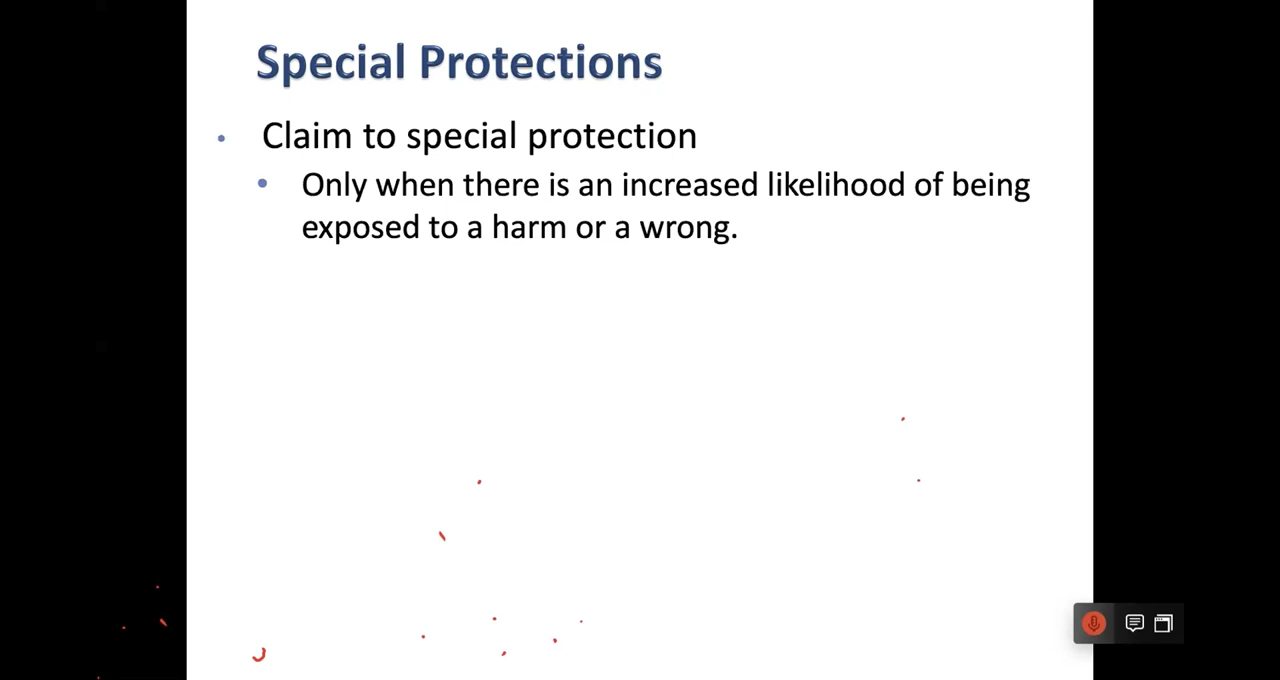 Special Protections
• Claim to special protection
• Only when there is an increased likelihood of being
exposed to a harm or a wrong.